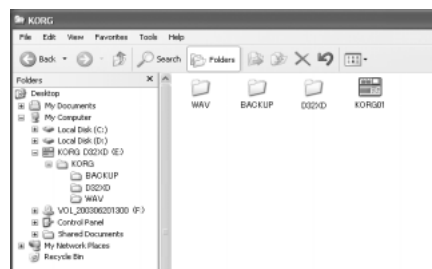 KORG
File Edit View Favorites Tools Help
Back Search Folders
Folders
Desktop
My Documents
My Computer
Local Disk (C:)
Local Disk (D:)
KORG D32XD (E:)
KORG
BACKUP
D32XD
WAV
VOL_200306201300 (F:)
Control Panel
Shared Documents
My Network Places
Recycle Bin
WAV BACKUP D32XD KORG01